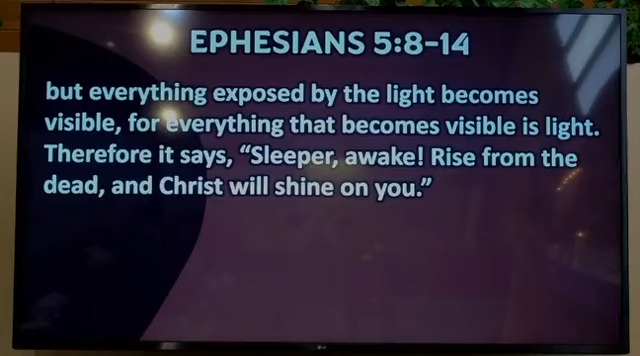 EPHESIANS 5:8-14
but everything exposed by the light becomes
visible, for everything that becomes visible is light.
Therefore it says, “Sleeper, awake! Rise from the
dead, and Christ will shine on you.”